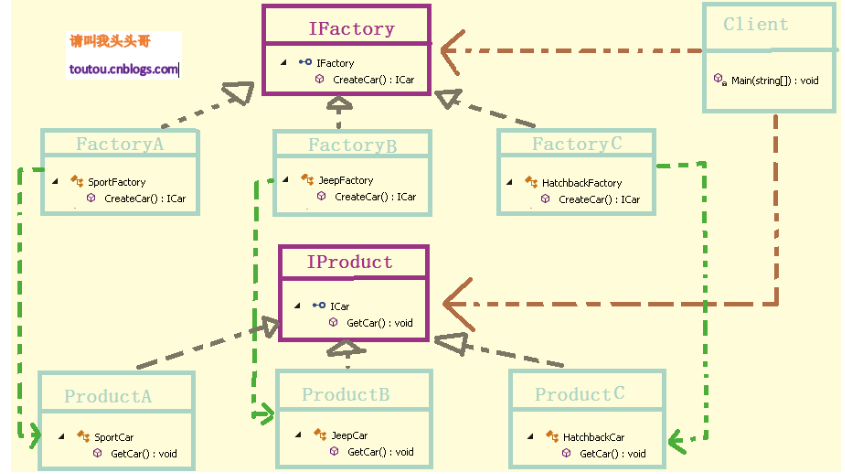 请叫我头头哥
toutou.cnblogs.com
IFactory
IFactory
CreateCar() : ICar
Client
Main(string[]) : void
FactoryA
SportFactory
CreateCar() : ICar
FactoryB
JeepFactory
CreateCar() : ICar
FactoryC
HatchbackFactory
CreateCar() : ICar
IProduct
ICar
GetCar() : void
ProductA
SportCar
GetCar() : void
ProductB
JeepCar
GetCar() : void
ProductC
HatchbackCar
GetCar() : void